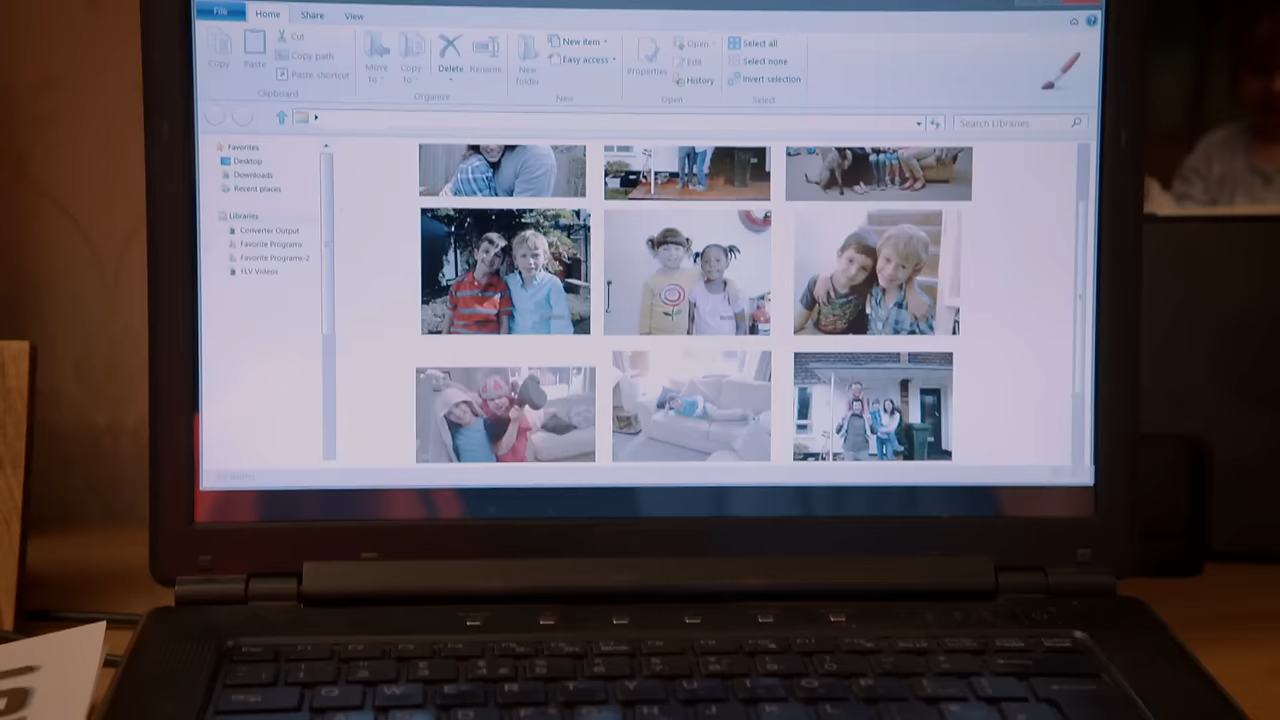 File Home Share View
Copy
Paste
Cut
Copy path
Paste shortcut
Clipboard
Move to
Copy to
Delete
Rename
Organize
New folder
New item
Easy access
New
Properties
Open
Edit
History
Open
Select all
Select none
Invert selection
Select
Search Libraries
Favorites
Desktop
Downloads
Recent places
Libraries
Converter Output
Favorite Programs
Favorite Programs-2
FLV Videos